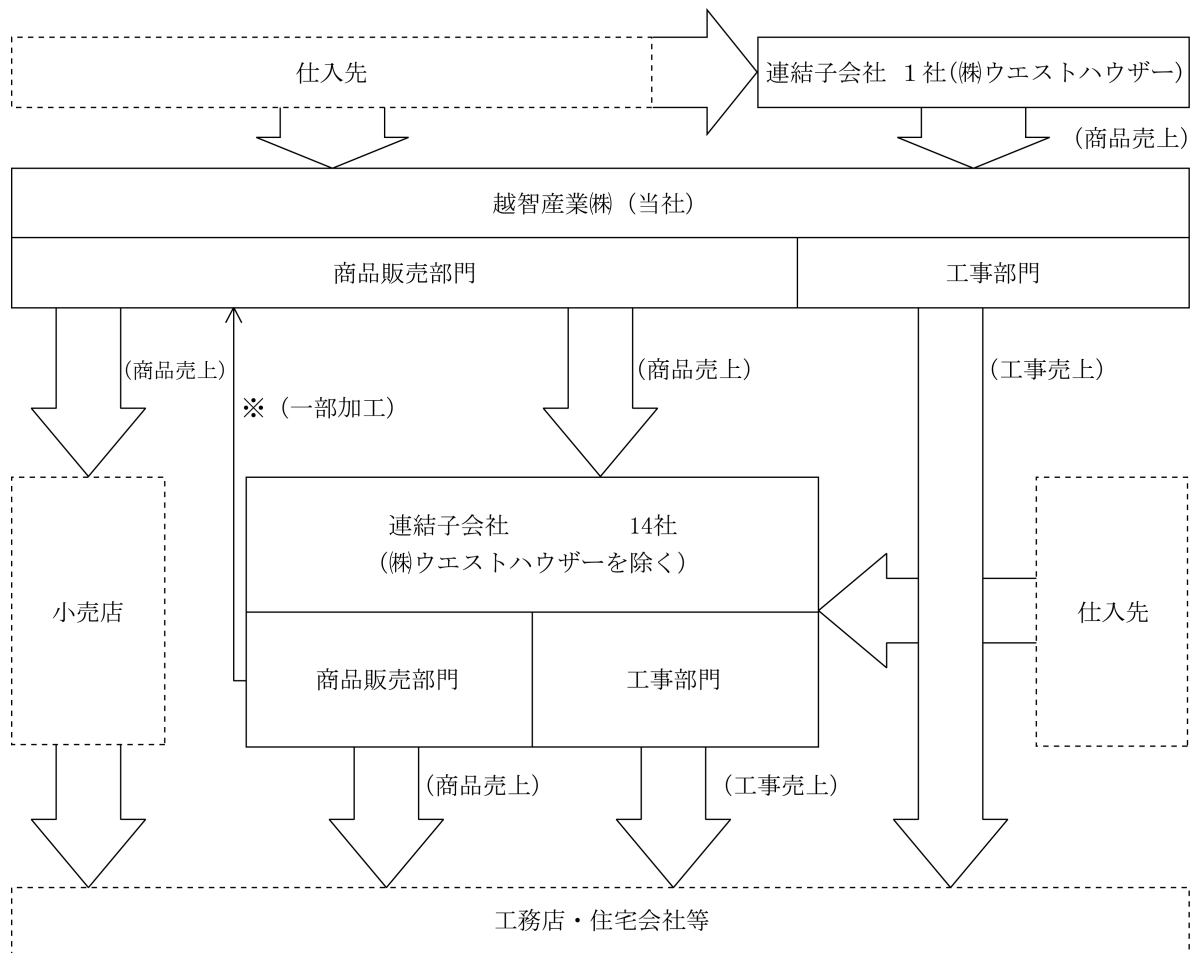 仕入先
連結子会社 1社(㈱ウエストハウザー)
(商品売上)
越智産業㈱(当社)
商品販売部門
工事部門
(商品売上)
(商品売上)
(工事売上)
※(一部加工)
連結子会社 14社
(㈱ウエストハウザーを除く)
小売店
仕入先
商品販売部門
工事部門
(商品売上)
(工事売上)
工務店・住宅会社等